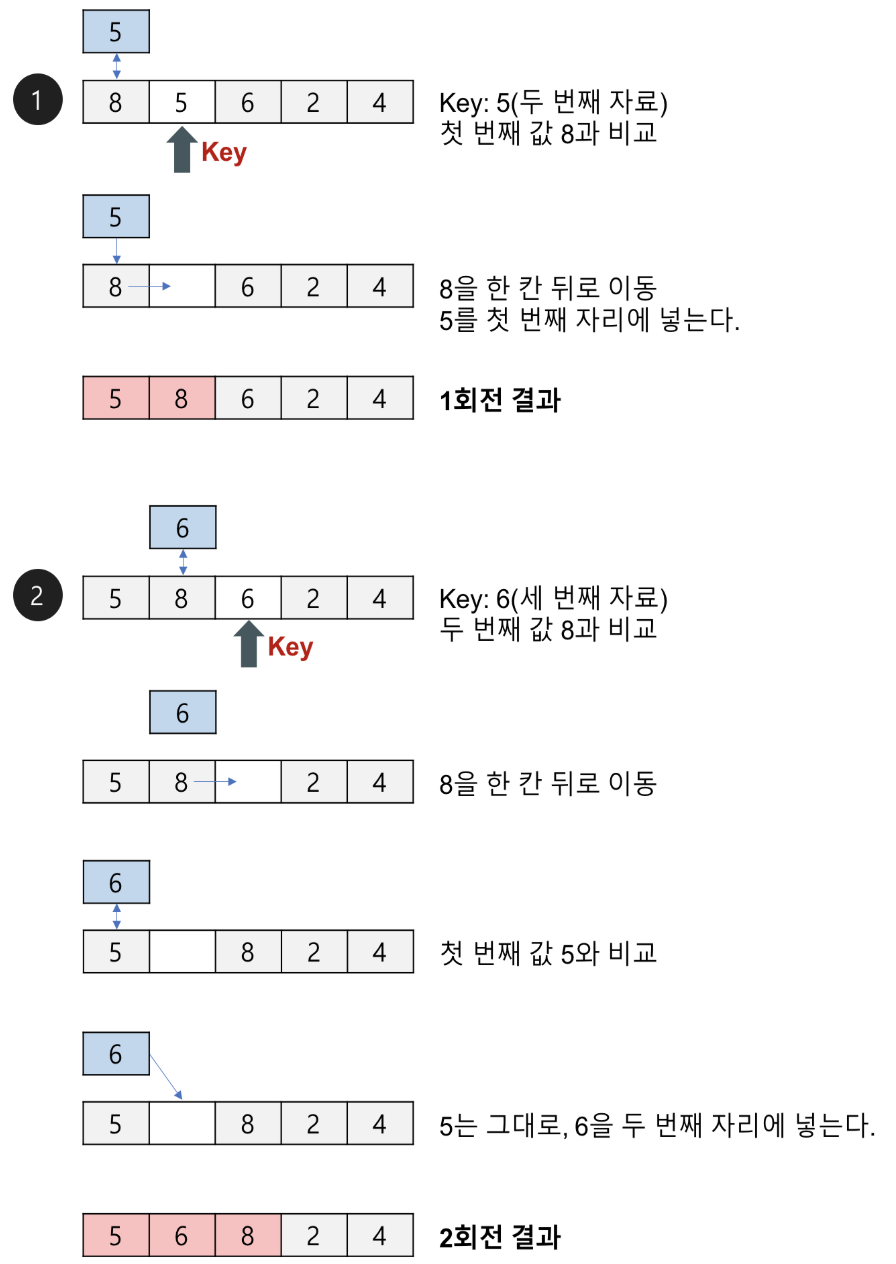 5
1
8 5 6 2 4
Key: 5(두 번째 자료)
첫 번째 값 8과 비교
Key
5
8 6 2 4
8을 한 칸 뒤로 이동
5를 첫 번째 자리에 넣는다.
5 8 6 2 4
1회전 결과
6
2
5 8 6 2 4
Key: 6(세 번째 자료)
두 번째 값 8과 비교
Key
6
5 8 2 4
8을 한 칸 뒤로 이동
6
5 8 2 4
첫 번째 값 5와 비교
6
5 8 2 4
5는 그대로, 6을 두 번째 자리에 넣는다.
5 6 8 2 4
2회전 결과